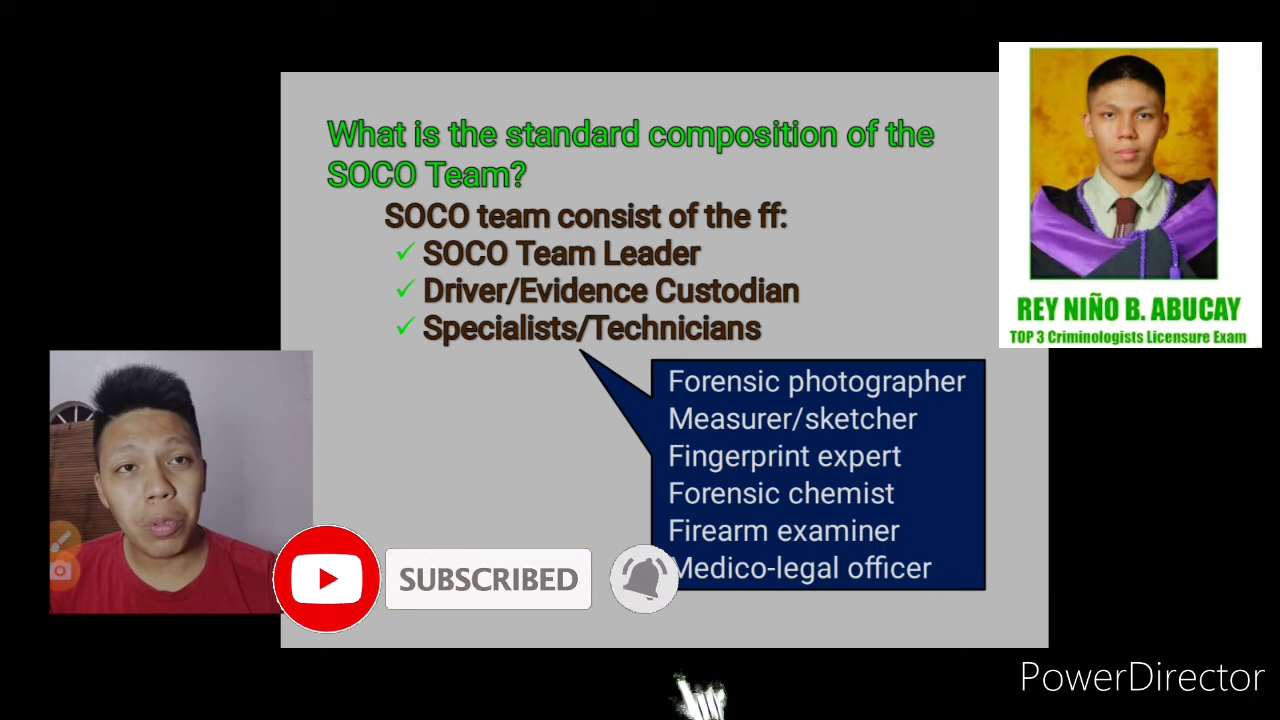 What is the standard composition of the
SOCO Team?
SOCO team consist of the ff:
✓ SOCO Team Leader
✓ Driver/Evidence Custodian
✓ Specialists/Technicians
Forensic photographer
Measurer/sketcher
Fingerprint expert
Forensic chemist
Firearm examiner
Medico-legal officer
REY NIÑO B. ABUCAY
TOP 3 Criminologists Licensure Exam
SUBSCRIBED
PowerDirector